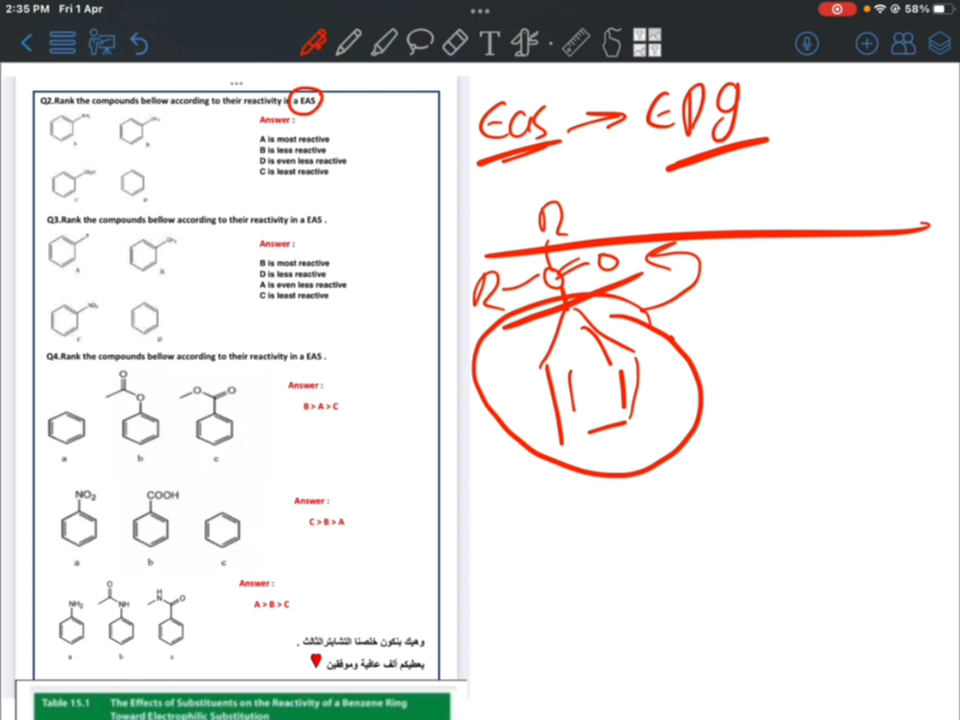 2:35 PM Fri 1 Apr
58%
Q2.Rank the compounds bellow according to their reactivity in a EAS
Answer :
A is most reactive
B is less reactive
D is even less reactive
C is least reactive
A
B
C
D
Q3.Rank the compounds bellow according to their reactivity in a EAS .
Answer :
B is most reactive
D is less reactive
A is even less reactive
C is least reactive
A
B
NO₂
C
D
Q4.Rank the compounds bellow according to their reactivity in a EAS .
Answer :
B > A > C
O
O
O
O
a
b
c
NO₂
COOH
Answer :
C > B > A
a
b
c
Answer :
A > B > C
O
NH₂
NH
H
N
O
a
b
c
وهيك بنكون خلصنا التشابتر الثالث .
يعطيكم ألف عافية وموفقين
Table 15.1 The Effects of Substituents on the Reactivity of a Benzene Ring
Toward Electrophilic Substitution
Eas → EDg
R
R
O
T